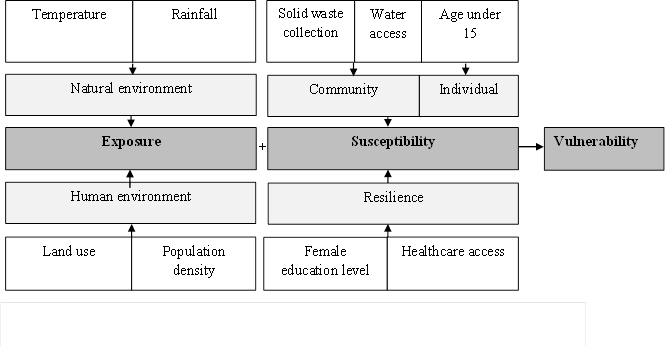 Temperature
Rainfall
Solid waste
collection
Water
access
Age under
15
Natural environment
Community
Individual
Exposure
+
Susceptibility
Vulnerability
Human environment
Resilience
Land use
Population
density
Female
education level
Healthcare access